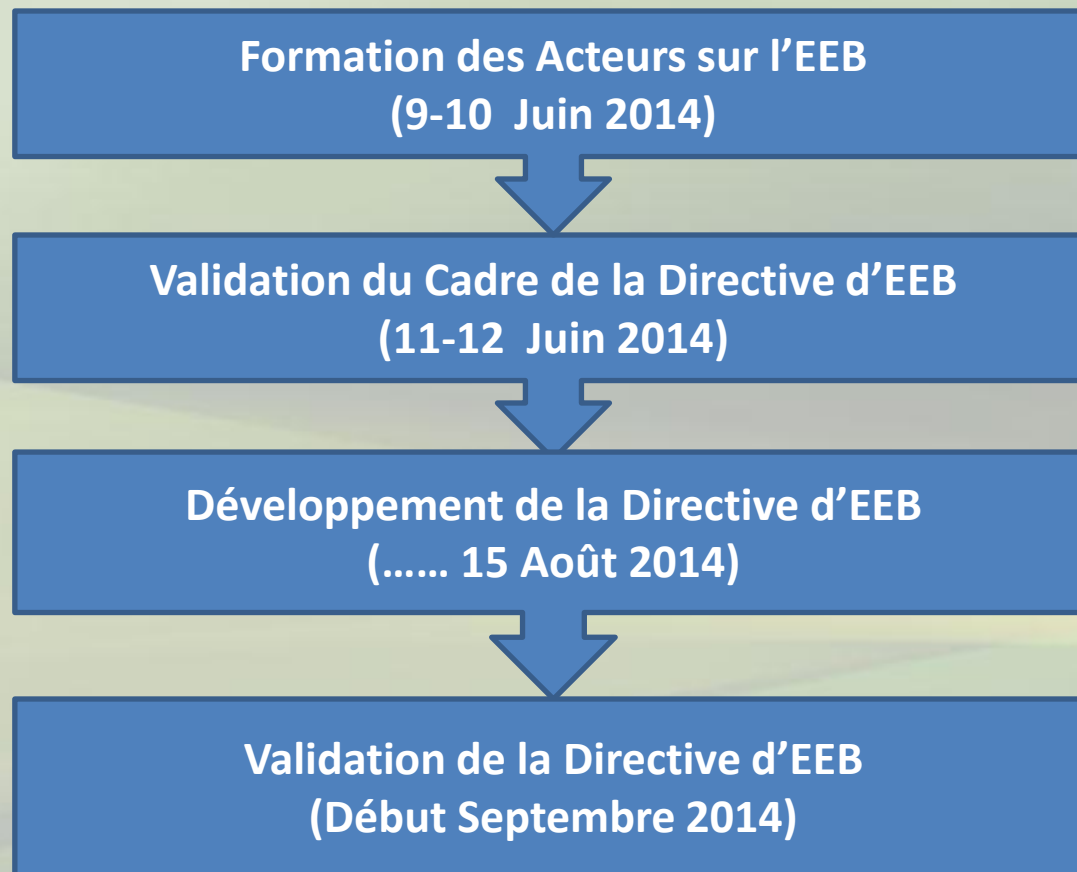 Formation des Acteurs sur l’EEB
(9-10 Juin 2014)
Validation du Cadre de la Directive d’EEB
(11-12 Juin 2014)
Développement de la Directive d’EEB
(…… 15 Août 2014)
Validation de la Directive d’EEB
(Début Septembre 2014)